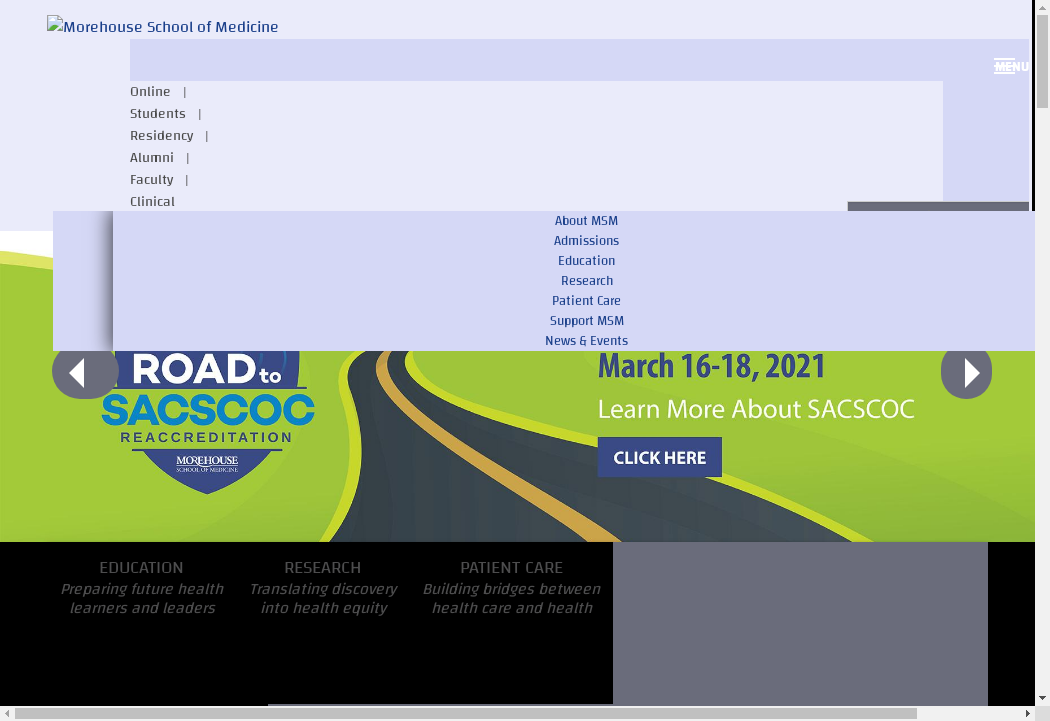 Morehouse School of Medicine
MENU
Online |
Students |
Residency |
Alumni |
Faculty |
Clinical
About MSM
Admissions
Education
Research
Patient Care
Support MSM
News & Events
ROAD to
SACSCOC
REACCREDITATION
MOREHOUSE
SCHOOL OF MEDICINE
March 16-18, 2021
Learn More About SACSCOC
CLICK HERE
EDUCATION
Preparing future health
learners and leaders
RESEARCH
Translating discovery
into health equity
PATIENT CARE
Building bridges between
health care and health